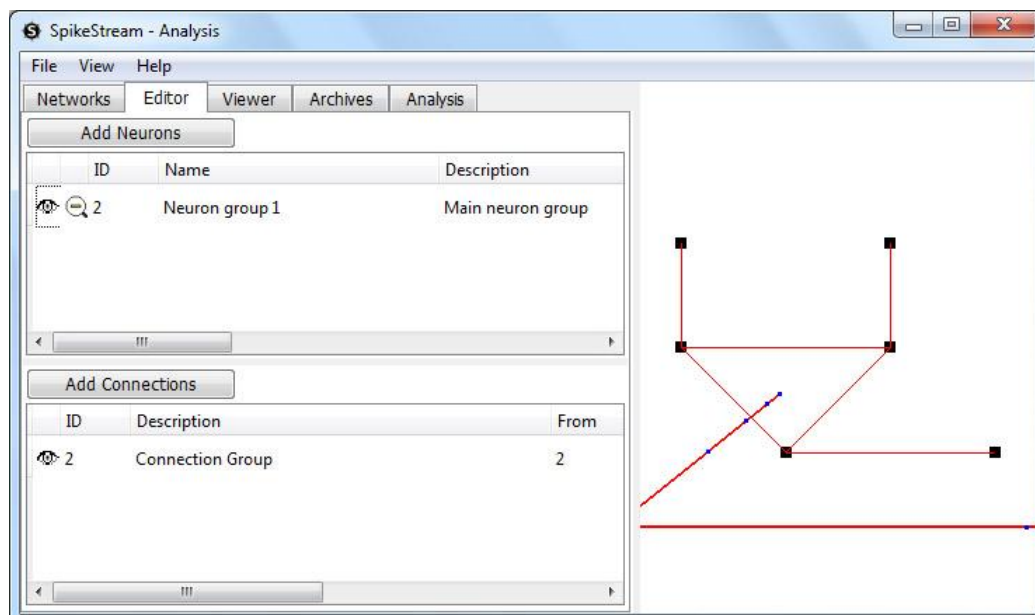 SpikeStream - Analysis
File View Help
Networks Editor Viewer Archives Analysis
Add Neurons
ID Name Description
2 Neuron group 1 Main neuron group
Add Connections
ID Description From
2 Connection Group 2